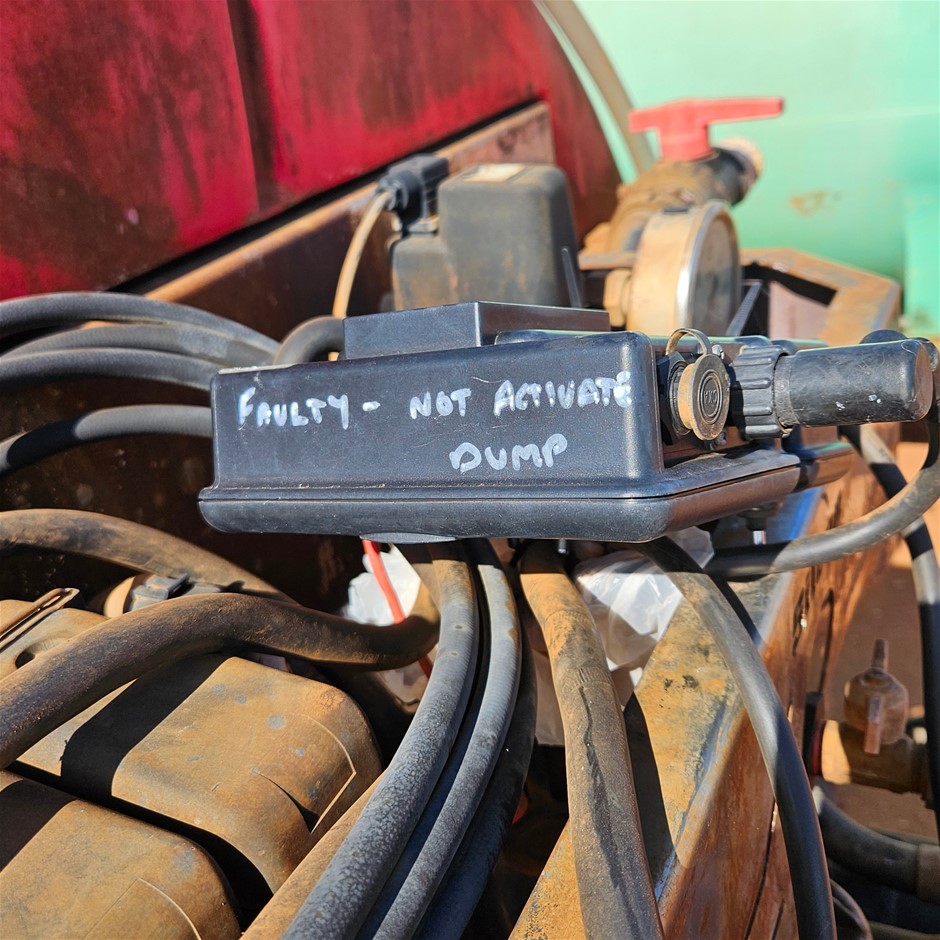 FAULTY - NOT ACTIVATE
DUMP